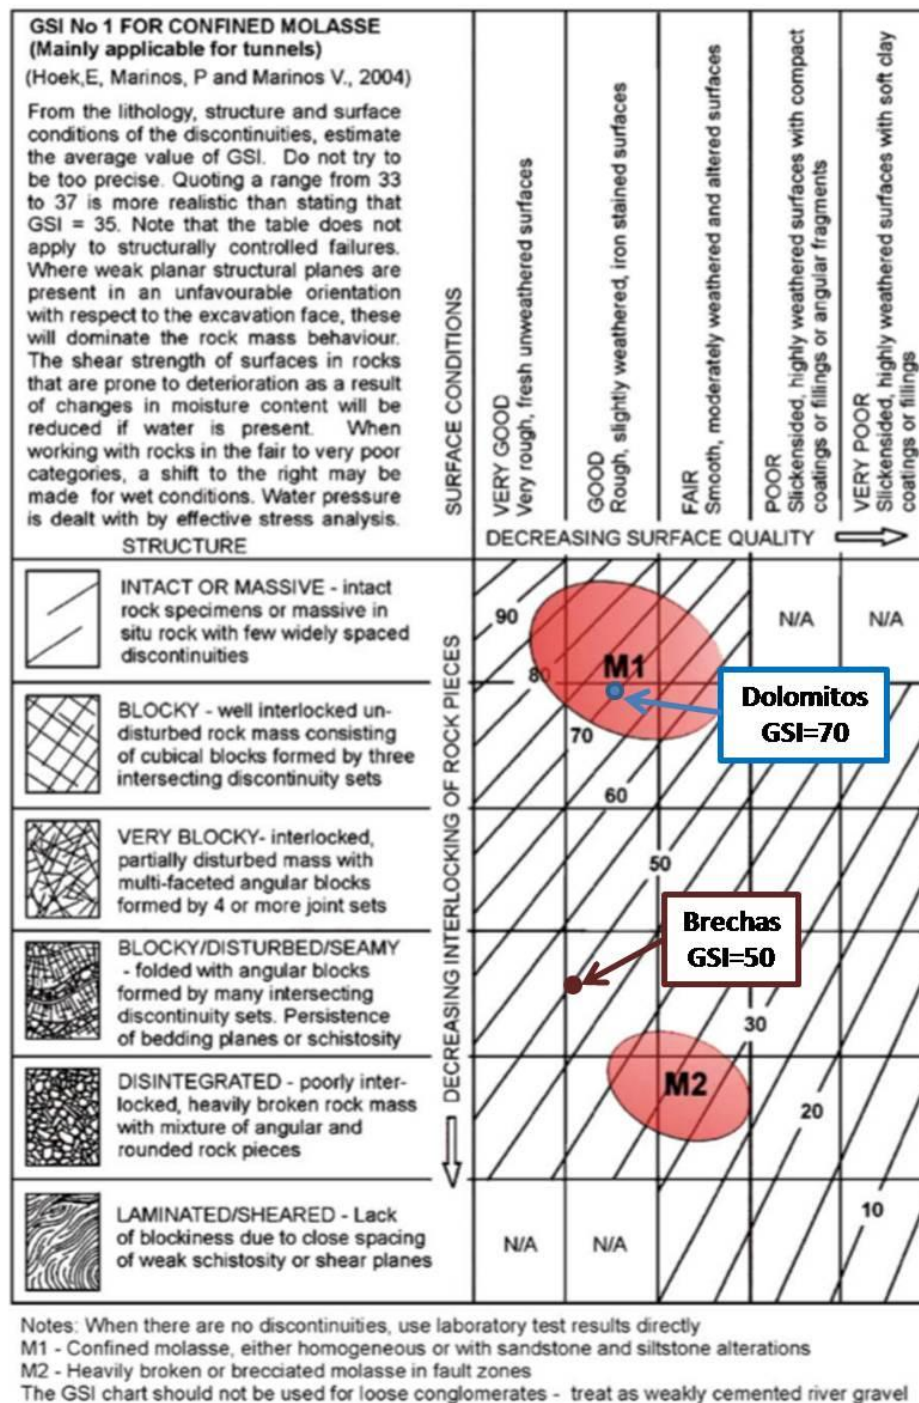 GSI No 1 FOR CONFINED MOLASSE
(Mainly applicable for tunnels)
(Hoek,E, Marinos, P and Marinos V., 2004)
From the lithology, structure and surface
conditions of the discontinuities, estimate
the average value of GSI. Do not try to
be too precise. Quoting a range from 33
to 37 is more realistic than stating that
GSI = 35. Note that the table does not
apply to structurally controlled failures.
Where weak planar structural planes are
present in an unfavourable orientation
with respect to the excavation face, these
will dominate the rock mass behaviour.
The shear strength of surfaces in rocks
that are prone to deterioration as a result
of changes in moisture content will be
reduced if water is present. When
working with rocks in the fair to very poor
categories, a shift to the right may be
made for wet conditions. Water pressure
is dealt with by effective stress analysis.
STRUCTURE
SURFACE CONDITIONS
VERY GOOD
Very rough, fresh unweathered surfaces
GOOD
Rough, slightly weathered, iron stained surfaces
FAIR
Smooth, moderately weathered and altered surfaces
POOR
Slickensided, highly weathered surfaces with compact
coatings or fillings or angular fragments
VERY POOR
Slickensided, highly weathered surfaces with soft clay
coatings or fillings
DECREASING SURFACE QUALITY
INTACT OR MASSIVE - intact
rock specimens or massive in
situ rock with few widely spaced
discontinuities
BLOCKY - well interlocked un-
disturbed rock mass consisting
of cubical blocks formed by three
intersecting discontinuity sets
VERY BLOCKY- interlocked,
partially disturbed mass with
multi-faceted angular blocks
formed by 4 or more joint sets
BLOCKY/DISTURBED/SEAMY
- folded with angular blocks
formed by many intersecting
discontinuity sets. Persistence
of bedding planes or schistosity
DISINTEGRATED - poorly inter-
locked, heavily broken rock mass
with mixture of angular and
rounded rock pieces
LAMINATED/SHEARED - Lack
of blockiness due to close spacing
of weak schistosity or shear planes
DECREASING INTERLOCKING OF ROCK PIECES
90
N/A
N/A
M1
80
Dolomitos
GSI=70
70
60
50
Brechas
GSI=50
30
M2
20
10
N/A
N/A
Notes: When there are no discontinuities, use laboratory test results directly
M1 - Confined molasse, either homogeneous or with sandstone and siltstone alterations
M2 - Heavily broken or brecciated molasse in fault zones
The GSI chart should not be used for loose conglomerates - treat as weakly cemented river gravel